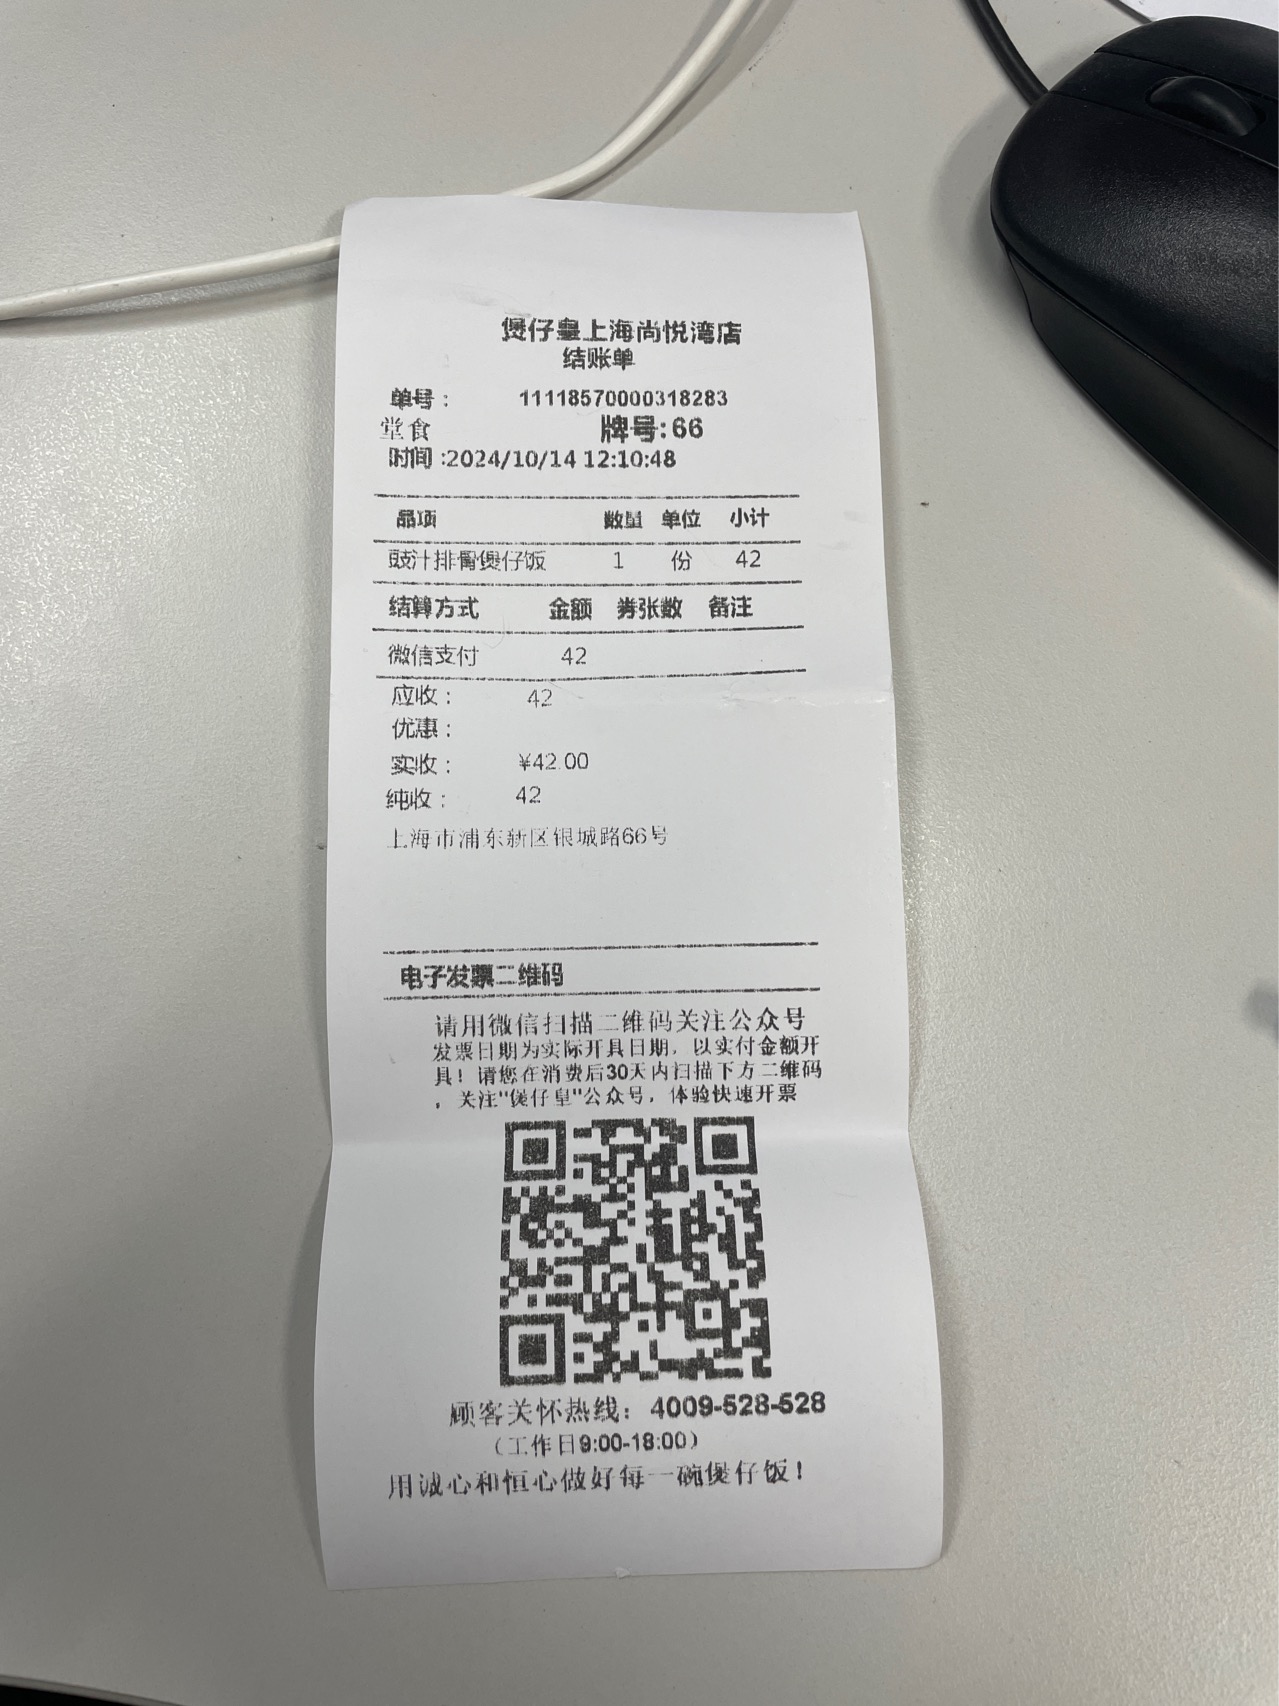 煲仔皇上海尚悦湾店
结账单
单号： 11118570000318283
堂食 牌号:66
时间 :2024/10/14 12:10:48
品项 数量 单位 小计
豉汁排骨煲仔饭 1 份 42
结算方式 金额 券张数 备注
微信支付 42
应收： 42
优惠：
实收： ¥42.00
纯收： 42
上海市浦东新区银城路66号
电子发票二维码
请用微信扫描二维码关注公众号
发票日期为实际开具日期，以实付金额开
具！请您在消费后30天内扫描下方二维码
，关注"煲仔皇"公众号，体验快速开票
顾客关怀热线：4009-528-528
（工作日9:00-18:00）
用诚心和恒心做好每一碗煲仔饭！